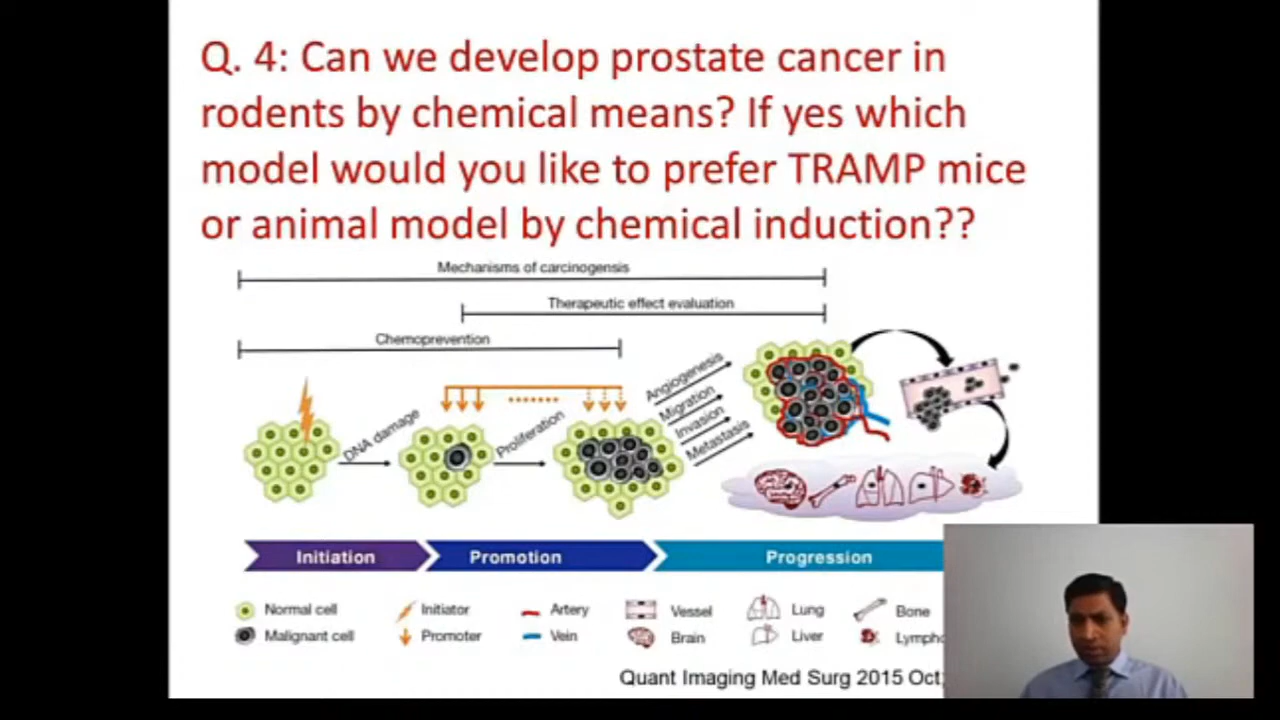 Q. 4: Can we develop prostate cancer in
rodents by chemical means? If yes which
model would you like to prefer TRAMP mice
or animal model by chemical induction??
Mechanisms of carcinogensis
Therapeutic effect evaluation
Chemoprevention
DNA damage
Proliferation
Angiogenesis
Migration
Invasion
Metastasis
Initiation
Promotion
Progression
Normal cell
Initiator
Artery
Vessel
Lung
Bone
Malignant cell
Promoter
Vein
Brain
Liver
Lympho
Quant Imaging Med Surg 2015 Oct